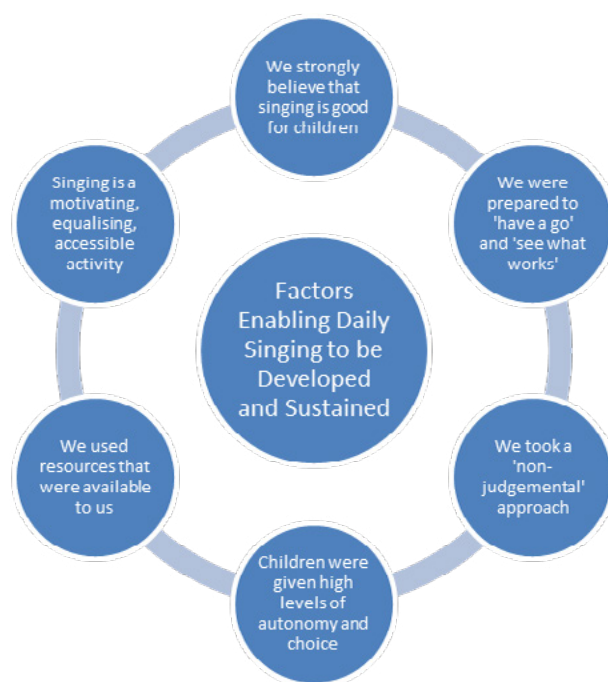 We strongly
believe that
singing is good
for children
We were
prepared to
'have a go'
and 'see what
works'
We took a
'non-
judgemental'
approach
Children were
given high
levels of
autonomy and
choice
We used
resources that
were available
to us
Singing is a
motivating,
equalising,
accessible
activity
Factors
Enabling Daily
Singing to be
Developed
and Sustained